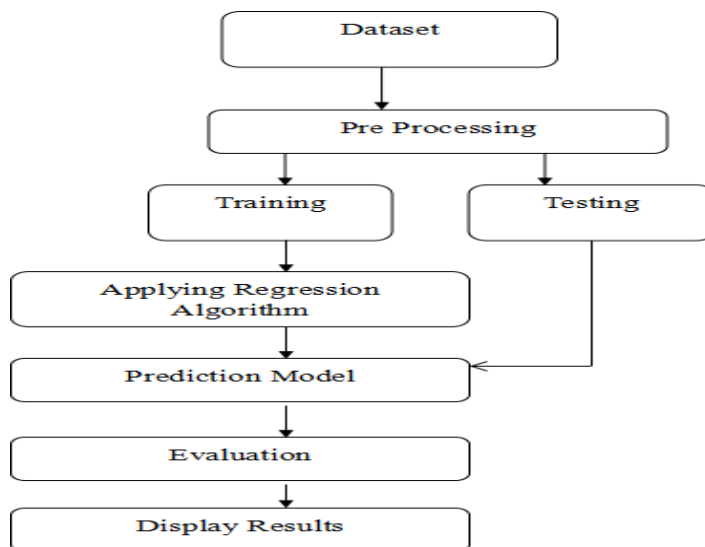 Dataset
Pre Processing
Training
Testing
Applying Regression
Algorithm
Prediction Model
Evaluation
Display Results